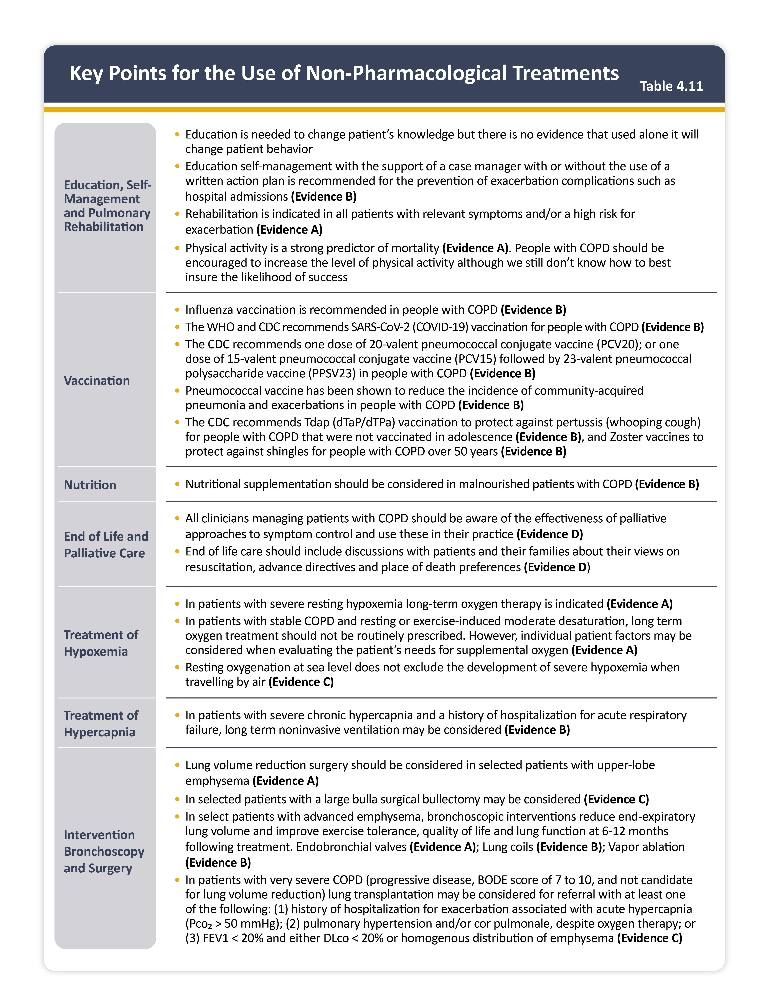 Key Points for the Use of Non-Pharmacological Treatments
Table 4.11
Education, Self-
Management
and Pulmonary
Rehabilitation
• Education is needed to change patient’s knowledge but there is no evidence that used alone it will
change patient behavior
• Education self-management with the support of a case manager with or without the use of a
written action plan is recommended for the prevention of exacerbation complications such as
hospital admissions (Evidence B)
• Rehabilitation is indicated in all patients with relevant symptoms and/or a high risk for
exacerbation (Evidence A)
• Physical activity is a strong predictor of mortality (Evidence A). People with COPD should be
encouraged to increase the level of physical activity although we still don’t know how to best
insure the likelihood of success
Vaccination
• Influenza vaccination is recommended in people with COPD (Evidence B)
• The WHO and CDC recommends SARS-CoV-2 (COVID-19) vaccination for people with COPD (Evidence B)
• The CDC recommends one dose of 20-valent pneumococcal conjugate vaccine (PCV20); or one
dose of 15-valent pneumococcal conjugate vaccine (PCV15) followed by 23-valent pneumococcal
polysaccharide vaccine (PPSV23) in people with COPD (Evidence B)
• Pneumococcal vaccine has been shown to reduce the incidence of community-acquired
pneumonia and exacerbations in people with COPD (Evidence B)
• The CDC recommends Tdap (dTaP/dTPa) vaccination to protect against pertussis (whooping cough)
for people with COPD that were not vaccinated in adolescence (Evidence B), and Zoster vaccines to
protect against shingles for people with COPD over 50 years (Evidence B)
Nutrition
• Nutritional supplementation should be considered in malnourished patients with COPD (Evidence B)
End of Life and
Palliative Care
• All clinicians managing patients with COPD should be aware of the effectiveness of palliative
approaches to symptom control and use these in their practice (Evidence D)
• End of life care should include discussions with patients and their families about their views on
resuscitation, advance directives and place of death preferences (Evidence D)
Treatment of
Hypoxemia
• In patients with severe resting hypoxemia long-term oxygen therapy is indicated (Evidence A)
• In patients with stable COPD and resting or exercise-induced moderate desaturation, long term
oxygen treatment should not be routinely prescribed. However, individual patient factors may be
considered when evaluating the patient’s needs for supplemental oxygen (Evidence A)
• Resting oxygenation at sea level does not exclude the development of severe hypoxemia when
travelling by air (Evidence C)
Treatment of
Hypercapnia
• In patients with severe chronic hypercapnia and a history of hospitalization for acute respiratory
failure, long term noninvasive ventilation may be considered (Evidence B)
Intervention
Bronchoscopy
and Surgery
• Lung volume reduction surgery should be considered in selected patients with upper-lobe
emphysema (Evidence A)
• In selected patients with a large bulla surgical bullectomy may be considered (Evidence C)
• In select patients with advanced emphysema, bronchoscopic interventions reduce end-expiratory
lung volume and improve exercise tolerance, quality of life and lung function at 6-12 months
following treatment. Endobronchial valves (Evidence A); Lung coils (Evidence B); Vapor ablation
(Evidence B)
• In patients with very severe COPD (progressive disease, BODE score of 7 to 10, and not candidate
for lung volume reduction) lung transplantation may be considered for referral with at least one
of the following: (1) history of hospitalization for exacerbation associated with acute hypercapnia
(Pco₂ > 50 mmHg); (2) pulmonary hypertension and/or cor pulmonale, despite oxygen therapy; or
(3) FEV1 < 20% and either DLco < 20% or homogenous distribution of emphysema (Evidence C)